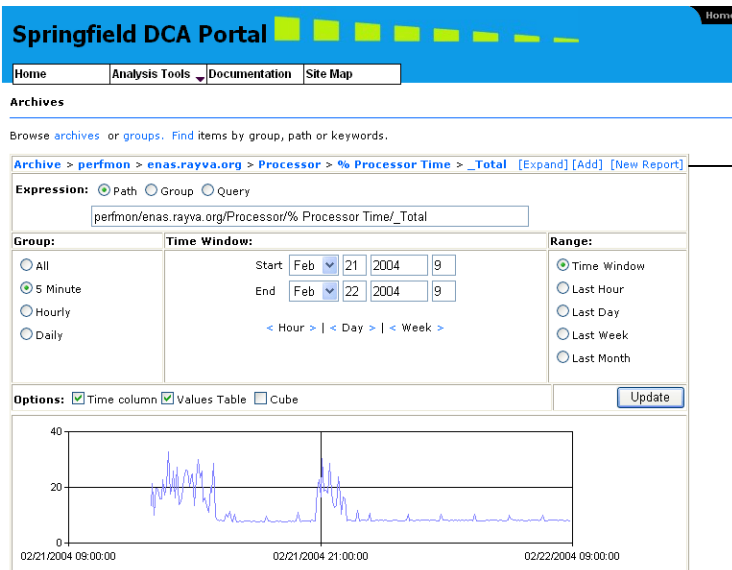 Home
Springfield DCA Portal
Home Analysis Tools Documentation Site Map
Archives
Browse archives or groups. Find items by group, path or keywords.
Archive > perfmon > enas.rayva.org > Processor > % Processor Time > _Total [Expand] [Add] [New Report]
Expression: Path Group Query
perfmon/enas.rayva.org/Processor/% Processor Time/_Total
Group: Time Window: Range:
All Start Feb 21 2004 9 Time Window
5 Minute End Feb 22 2004 9 Last Hour
Hourly < Hour > | < Day > | < Week > Last Day
Daily Last Week
Last Month
Options: Time column Values Table Cube Update
40
20
0
02/21/2004 09:00:00 02/21/2004 21:00:00 02/22/2004 09:00:00